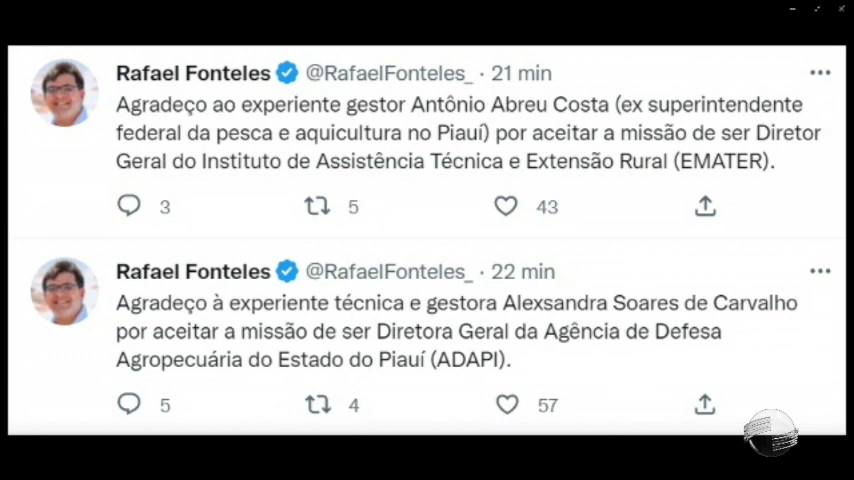 Rafael Fonteles @RafaelFonteles_ · 21 min
Agradeço ao experiente gestor Antônio Abreu Costa (ex superintendente
federal da pesca e aquicultura no Piauí) por aceitar a missão de ser Diretor
Geral do Instituto de Assistência Técnica e Extensão Rural (EMATER).
3 5 43
Rafael Fonteles @RafaelFonteles_ · 22 min
Agradeço à experiente técnica e gestora Alexsandra Soares de Carvalho
por aceitar a missão de ser Diretora Geral da Agência de Defesa
Agropecuária do Estado do Piauí (ADAPI).
5 4 57